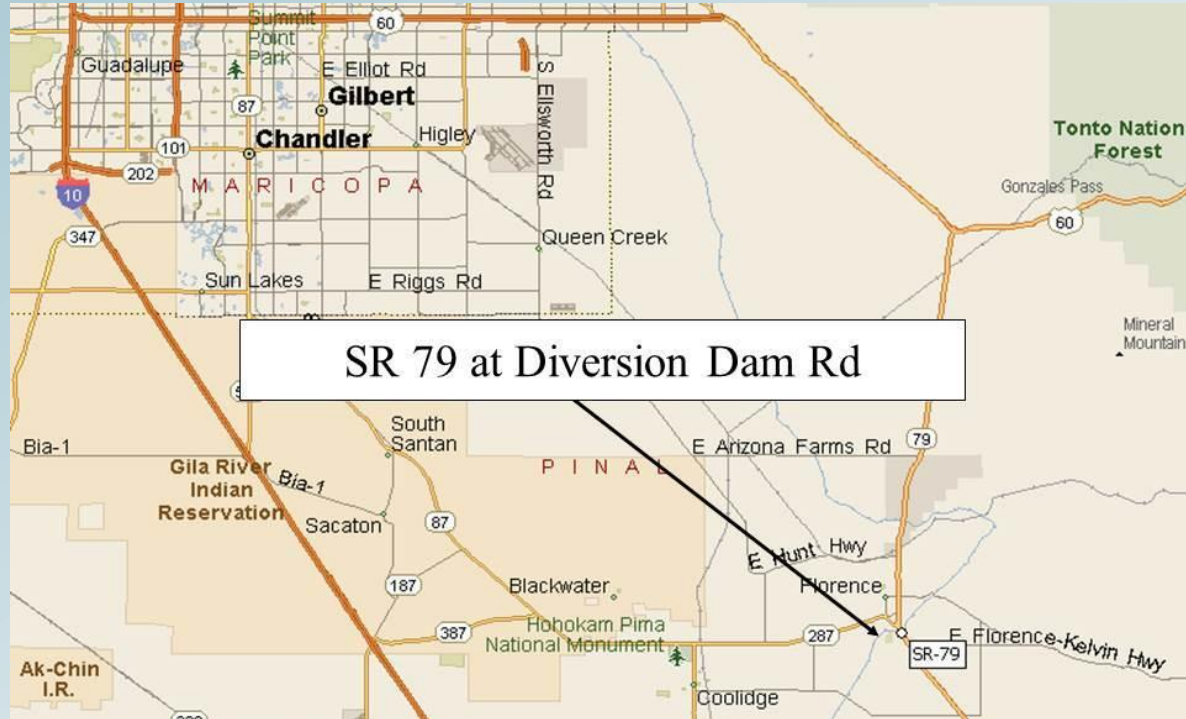 Summit
Point
Park
60
Guadalupe
E Elliot Rd
S Ellsworth Rd
87
Gilbert
Higley
Chandler
101
202
MARICOPA
10
347
Tonto Nation
Forest
Gonzales Pass
60
Queen Creek
Sun Lakes
E Riggs Rd
Mineral
Mountain
SR 79 at Diversion Dam Rd
South
Santan
E Arizona Farms Rd
79
Bia-1
PINAL
Gila River
Indian
Reservation
Bia-1
Sacaton
87
E Hunt Hwy
187
Blackwater
Florence
387
Hohokam Pima
National Monument
287
E Florence-Kelvin Hwy
SR-79
Ak-Chin
I.R.
Coolidge